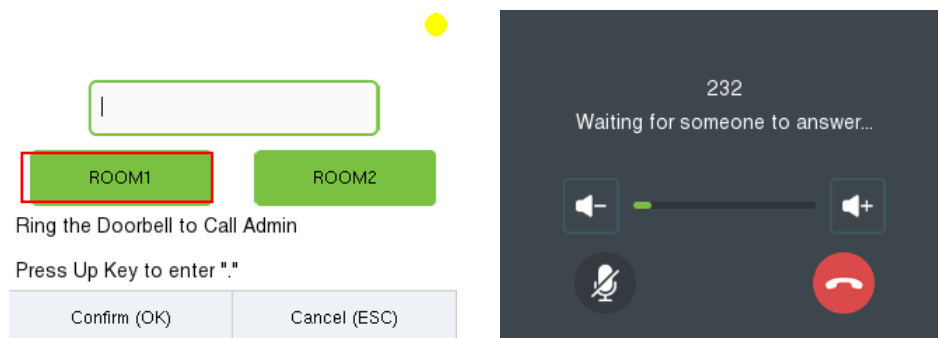 ROOM1
ROOM2
Ring the Doorbell to Call Admin
Press Up Key to enter "."
Confirm (OK)
Cancel (ESC)
232
Waiting for someone to answer...